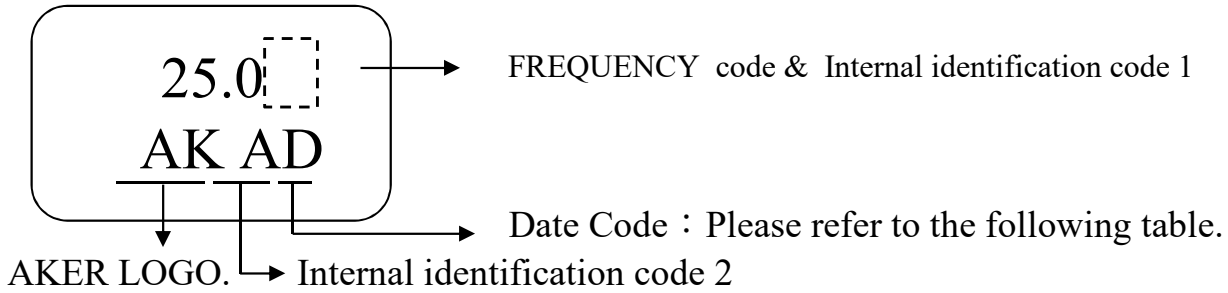 25.0
FREQUENCY code & Internal identification code 1
AK AD
Date Code：Please refer to the following table.
AKER LOGO.
Internal identification code 2